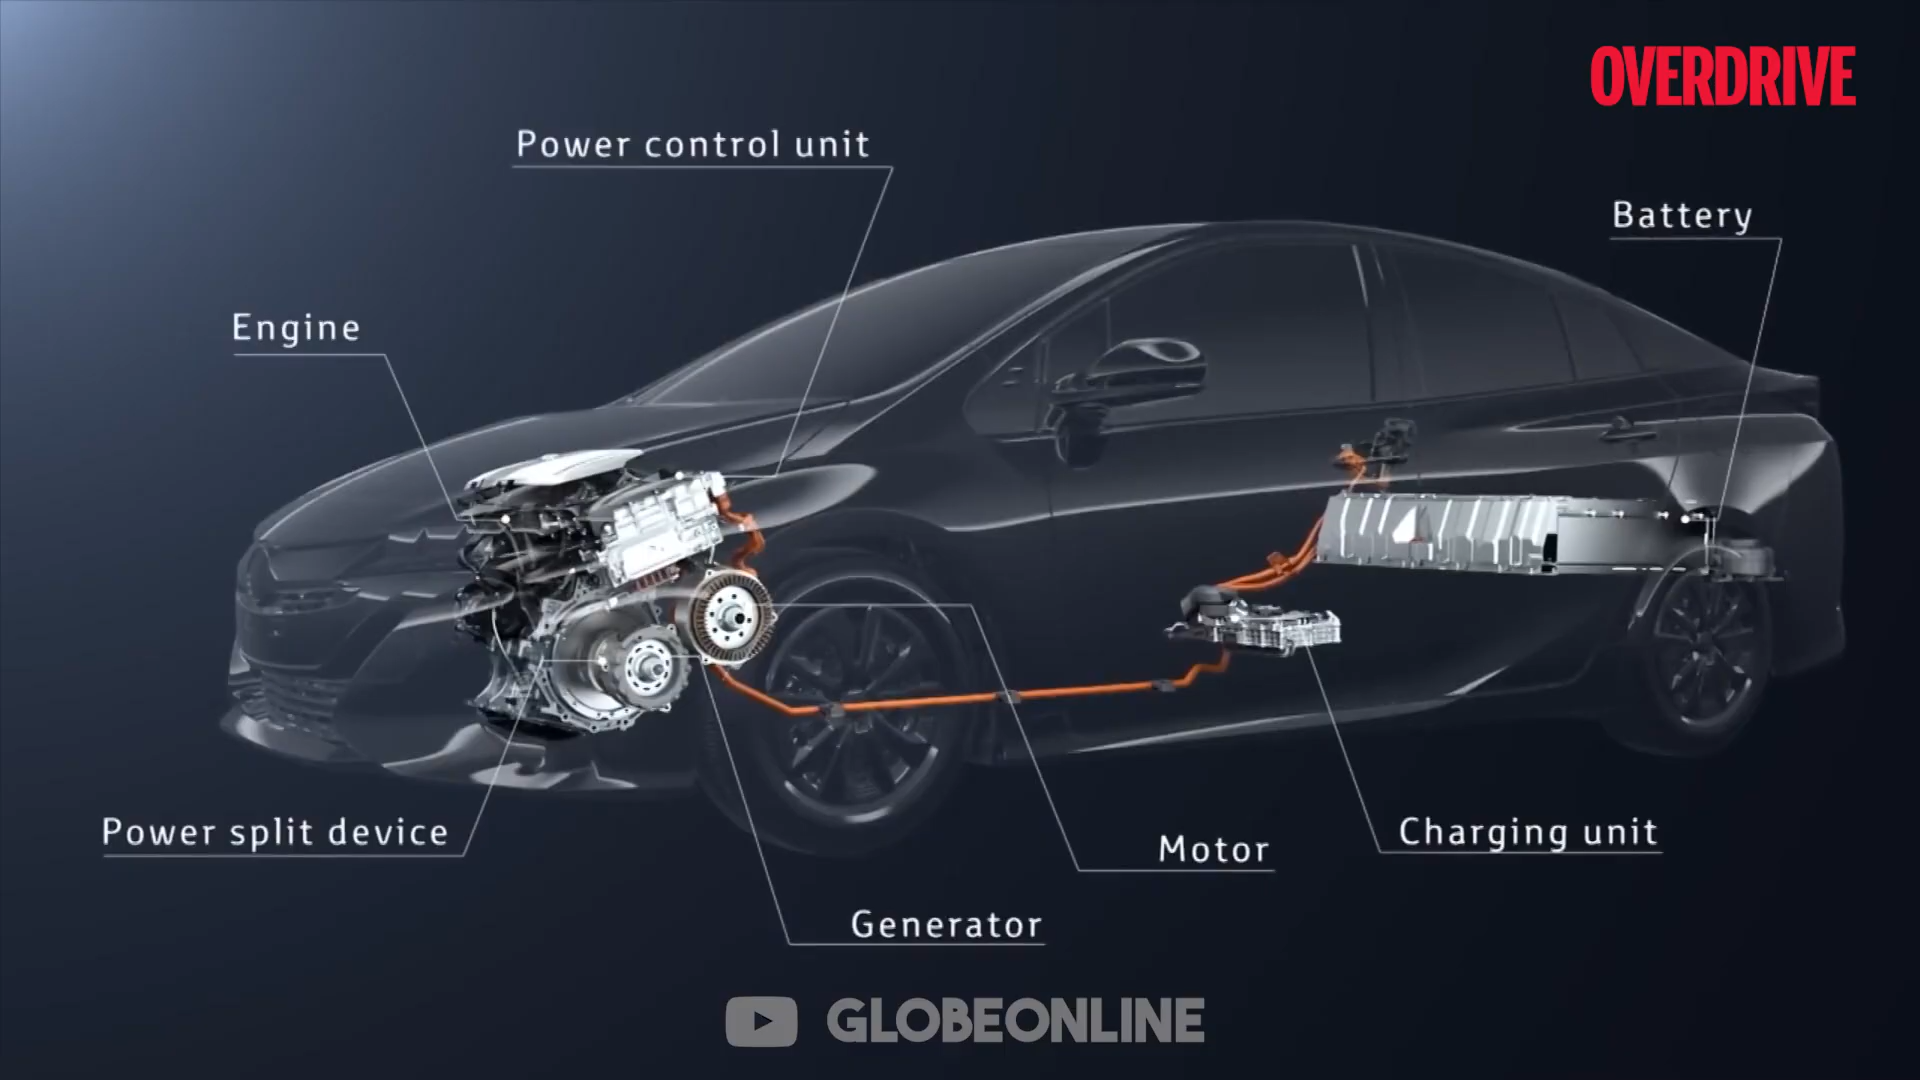 OVERDRIVE
Power control unit
Battery
Engine
Power split device
Charging unit
Motor
Generator
GLOBEONLINE